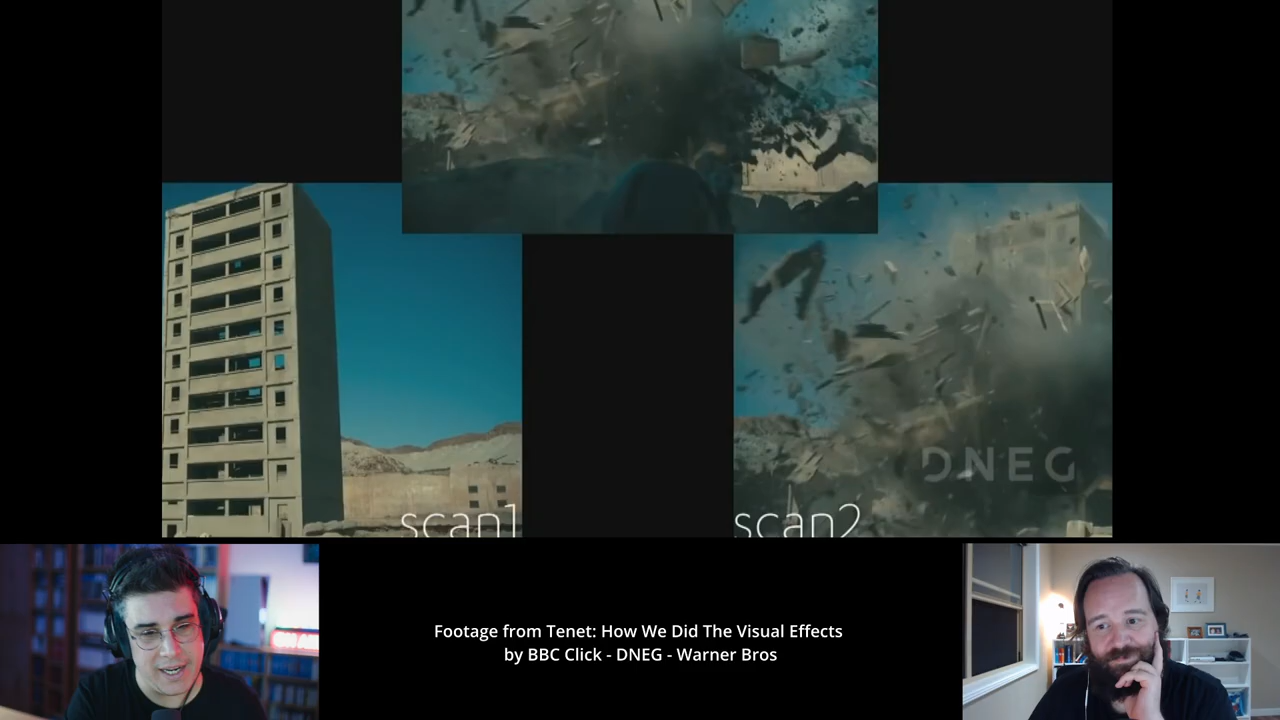 DNEG
scan1
scan2
Footage from Tenet: How We Did The Visual Effects
by BBC Click - DNEG - Warner Bros